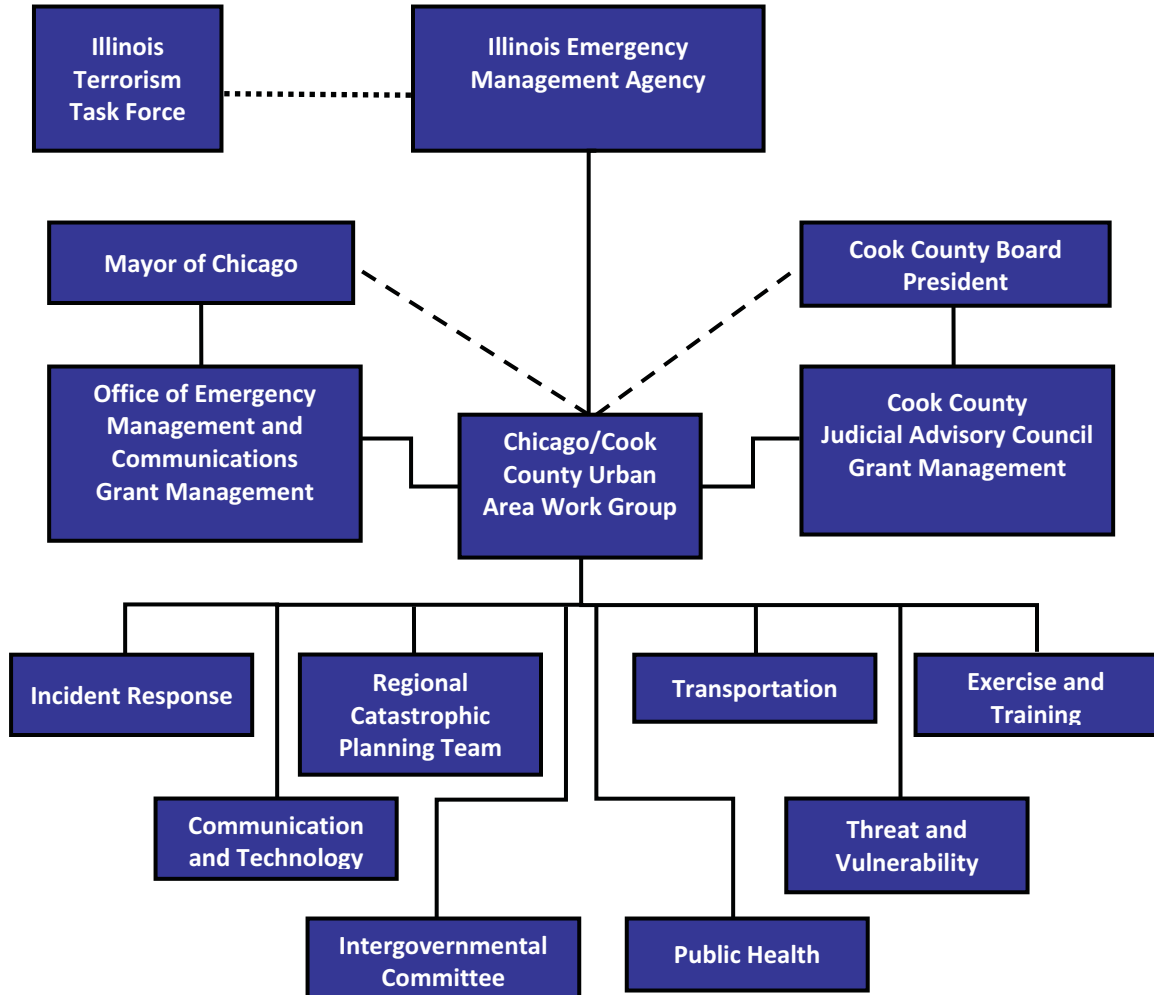 Illinois
Terrorism
Task Force
Illinois Emergency
Management Agency
Mayor of Chicago
Cook County Board
President
Office of Emergency
Management and
Communications
Grant Management
Chicago/Cook
County Urban
Area Work Group
Cook County
Judicial Advisory Council
Grant Management
Incident Response
Regional
Catastrophic
Planning Team
Transportation
Exercise and
Training
Communication
and Technology
Threat and
Vulnerability
Intergovernmental
Committee
Public Health